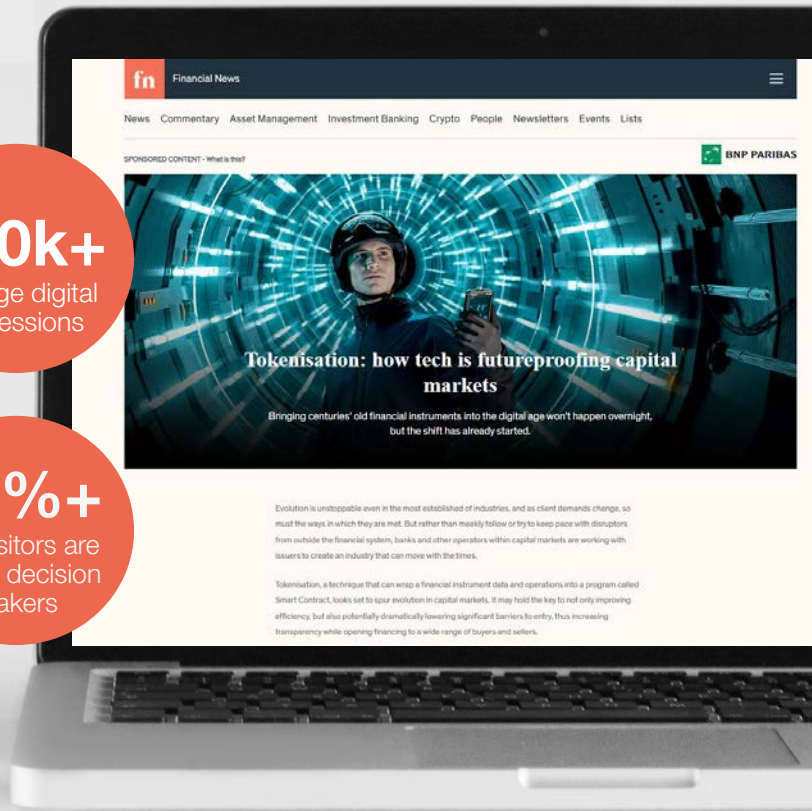 fn Financial News
News Commentary Asset Management Investment Banking Crypto People Newsletters Events Lists
SPONSORED CONTENT - What is this?
BNP PARIBAS
0k+
ge digital
essions
Tokenisation: how tech is futureproofing capital
markets
Bringing centuries' old financial instruments into the digital age won't happen overnight,
but the shift has already started.
%+
sitors are
decision
akers
Evolution is unstoppable even in the most established of industries, and as client demands change, so
must the ways in which they are met. But rather than meekly follow or try to keep pace with disruptors
from outside the financial system, banks and other operators within capital markets are working with
issuers to create an industry that can move with the times.
Tokenisation, a technique that can wrap a financial instrument data and operations into a program called
Smart Contract, looks set to spur evolution in capital markets. It may hold the key to not only improving
efficiency, but also potentially dramatically lowering significant barriers to entry, thus increasing
transparency while opening financing to a wide range of buyers and sellers.